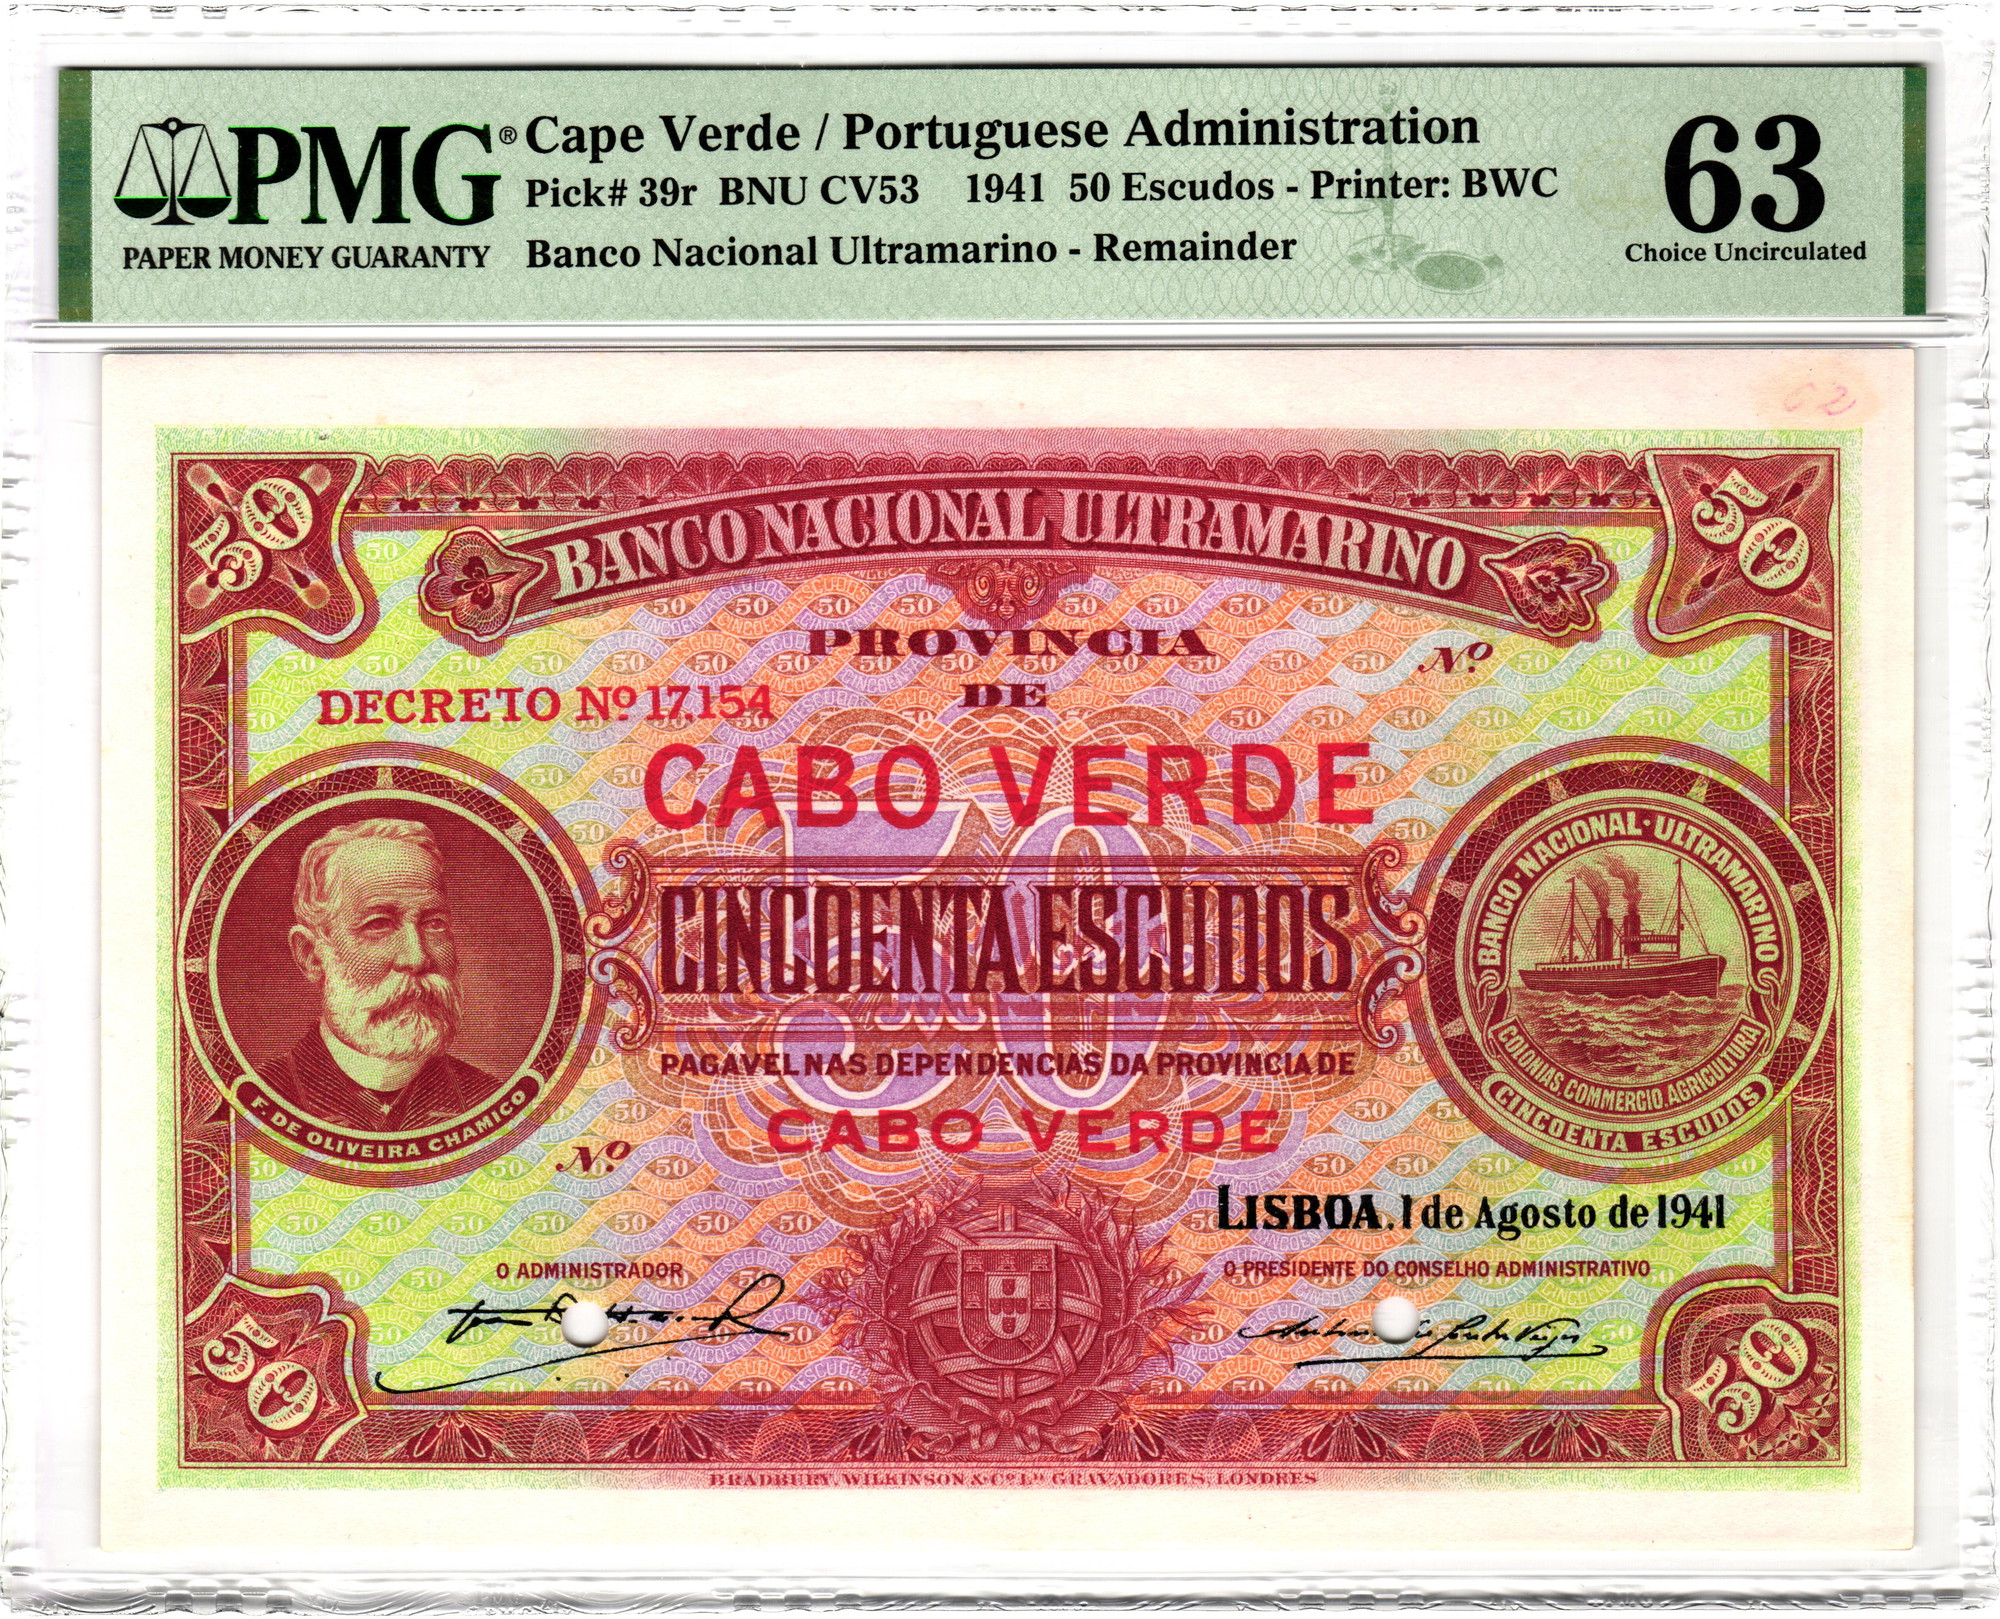 PMG®
PAPER MONEY GUARANTY
Cape Verde / Portuguese Administration
Pick# 39r BNU CV53 1941 50 Escudos - Printer: BWC
Banco Nacional Ultramarino - Remainder
63
Choice Uncirculated
62
50
50
BANCO NACIONAL ULTRAMARINO
PROVINCIA
Nº
DECRETO Nº 17,154
DE
CABO VERDE
CINCOENTA ESCUDOS
50
PAGAVEL NAS DEPENDENCIAS DA PROVINCIA DE
CABO VERDE
F. DE OLIVEIRA CHAMICO
BANCO·NACIONAL·ULTRAMARINO
COLONIAS.COMMERCIO.AGRICULTURA
CINCOENTA ESCUDOS
Nº
LISBOA, 1 de Agosto de 1941
O ADMINISTRADOR
O PRESIDENTE DO CONSELHO ADMINISTRATIVO
50
50
BRADBURY, WILKINSON & Cº Lᴰ GRAVADORES, LONDRES